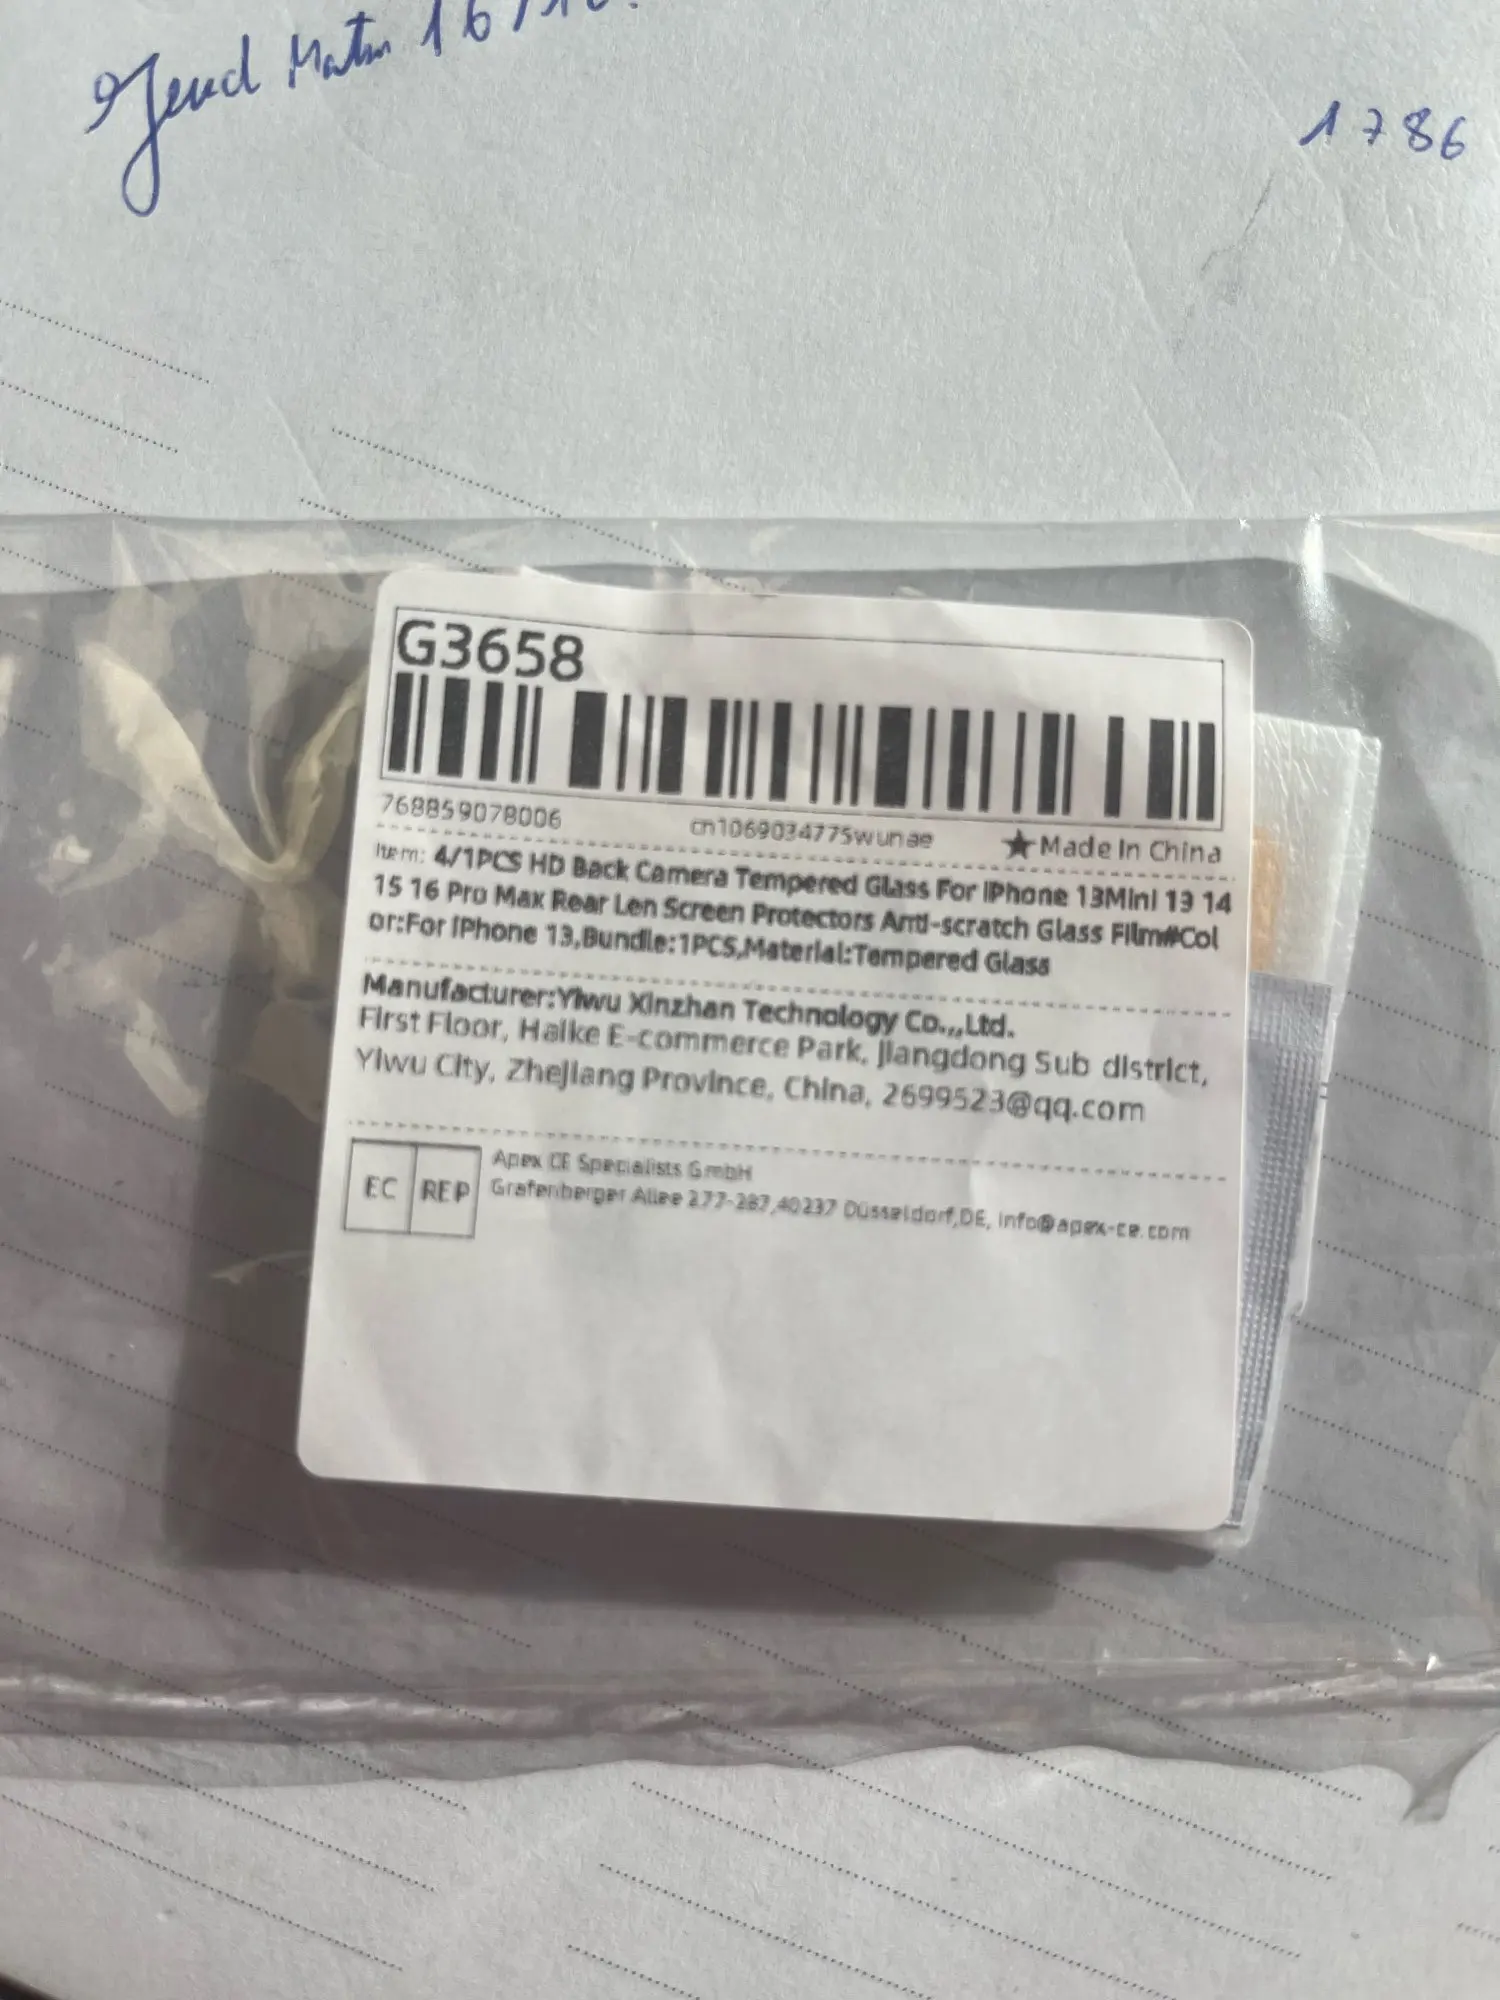 Jeud Matin 16/10.
1786
G3658
768859078006 cn1069034775wunae ★Made In China
Item: 4/1PCS HD Back Camera Tempered Glass For iPhone 13Mini 13 14
15 16 Pro Max Rear Len Screen Protectors Anti-scratch Glass Film#Col
or:For iPhone 13,Bundle:1PCS,Material:Tempered Glass
Manufacturer:Yiwu Xinzhan Technology Co.,,Ltd.
First Floor, Haike E-commerce Park, Jiangdong Sub district,
Yiwu City, Zhejiang Province, China, 2699523@qq.com
EC REP
Apex CE Specialists GmbH
Grafenberger Allee 277-287,40237 Düsseldorf,DE, info@apex-ce.com